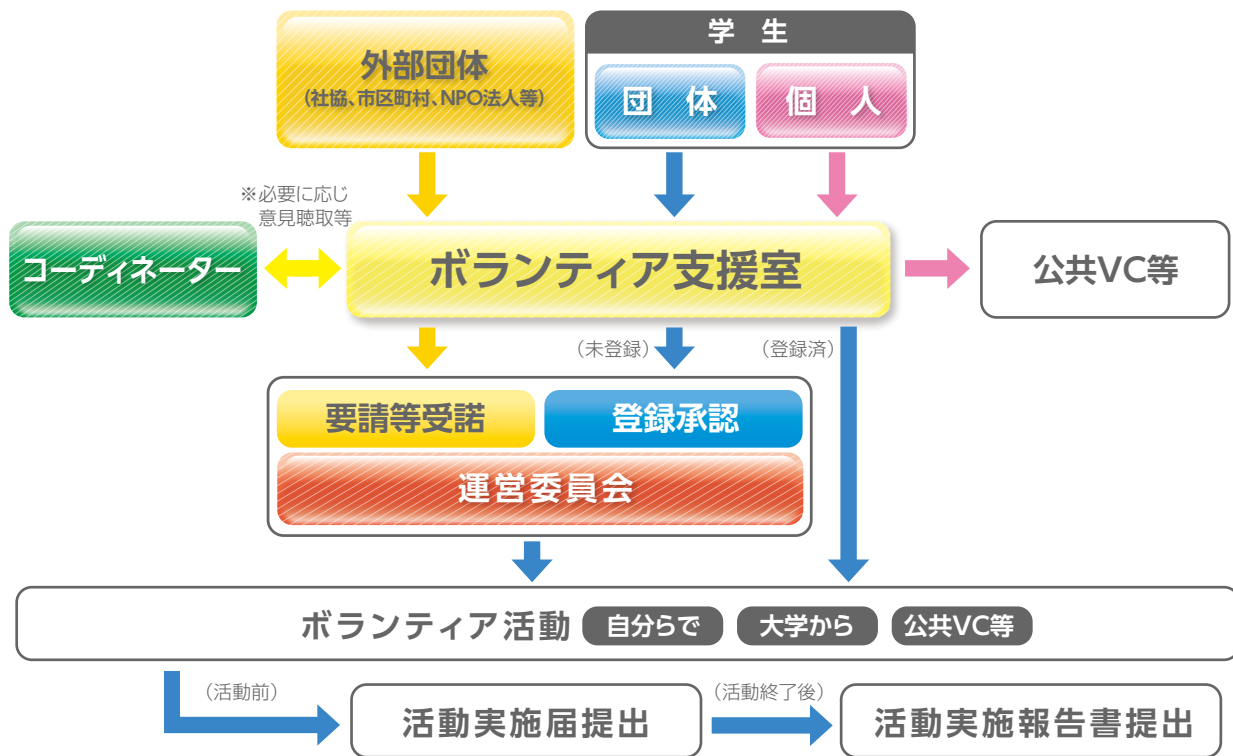 外部団体
(社協、市区町村、NPO法人等)
学 生
団 体
個 人
※必要に応じ
意見聴取等
コーディネーター
ボランティア支援室
公共VC等
(未登録)
(登録済)
要請等受諾
登録承認
運営委員会
ボランティア活動
自分らで
大学から
公共VC等
(活動前)
活動実施届提出
(活動終了後)
活動実施報告書提出